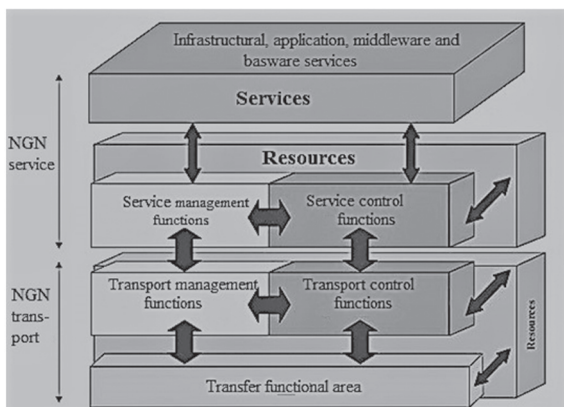 Infrastructural, application, middleware and
basware services
Services
NGN
service
Resources
Service management
functions
Service control
functions
NGN
trans-
port
Transport management
functions
Transport control
functions
Resources
Transfer functional area